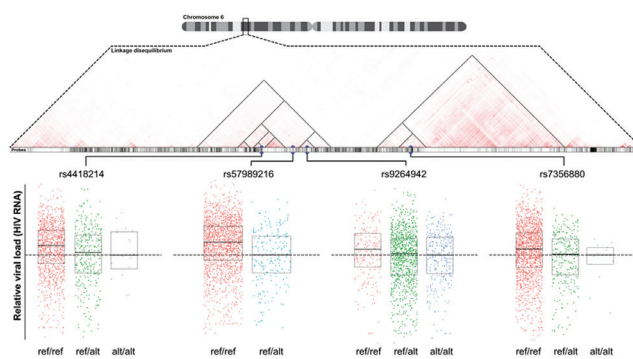 Chromosome 6
Linkage disequilibrium
Probes
rs4418214 rs57989216 rs9264942 rs7356880
Relative viral load (HIV RNA)
ref/ref ref/alt alt/alt ref/ref ref/alt ref/ref ref/alt alt/alt ref/ref ref/alt alt/alt